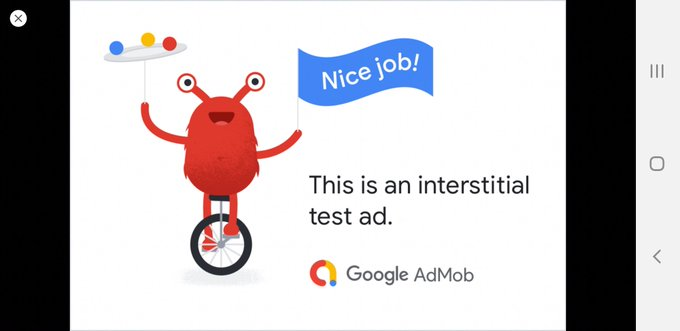 Nice job!
This is an interstitial
test ad.
Google AdMob